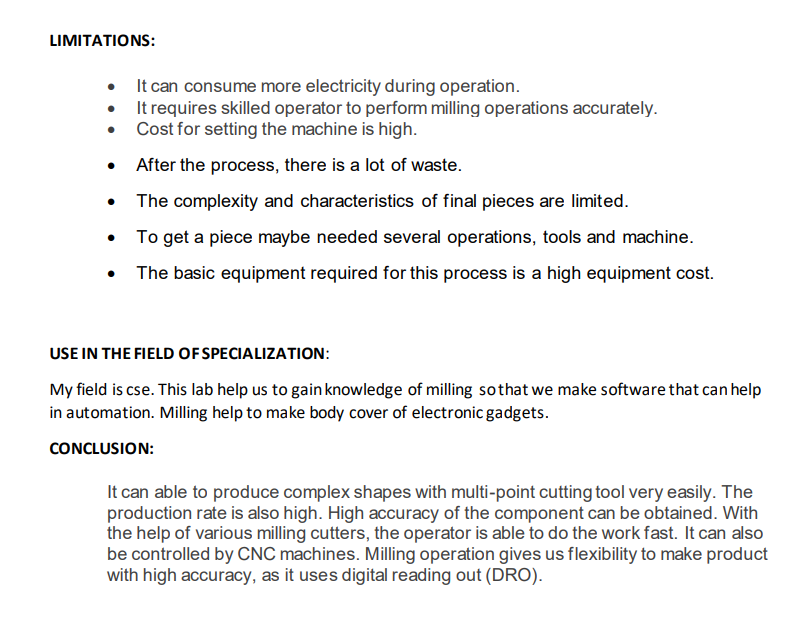 LIMITATIONS:
• It can consume more electricity during operation.
• It requires skilled operator to perform milling operations accurately.
• Cost for setting the machine is high.
• After the process, there is a lot of waste.
• The complexity and characteristics of final pieces are limited.
• To get a piece maybe needed several operations, tools and machine.
• The basic equipment required for this process is a high equipment cost.
USE IN THE FIELD OF SPECIALIZATION:
My field is cse. This lab help us to gain knowledge of milling so that we make software that can help
in automation. Milling help to make body cover of electronic gadgets.
CONCLUSION:
It can able to produce complex shapes with multi-point cutting tool very easily. The
production rate is also high. High accuracy of the component can be obtained. With
the help of various milling cutters, the operator is able to do the work fast. It can also
be controlled by CNC machines. Milling operation gives us flexibility to make product
with high accuracy, as it uses digital reading out (DRO).